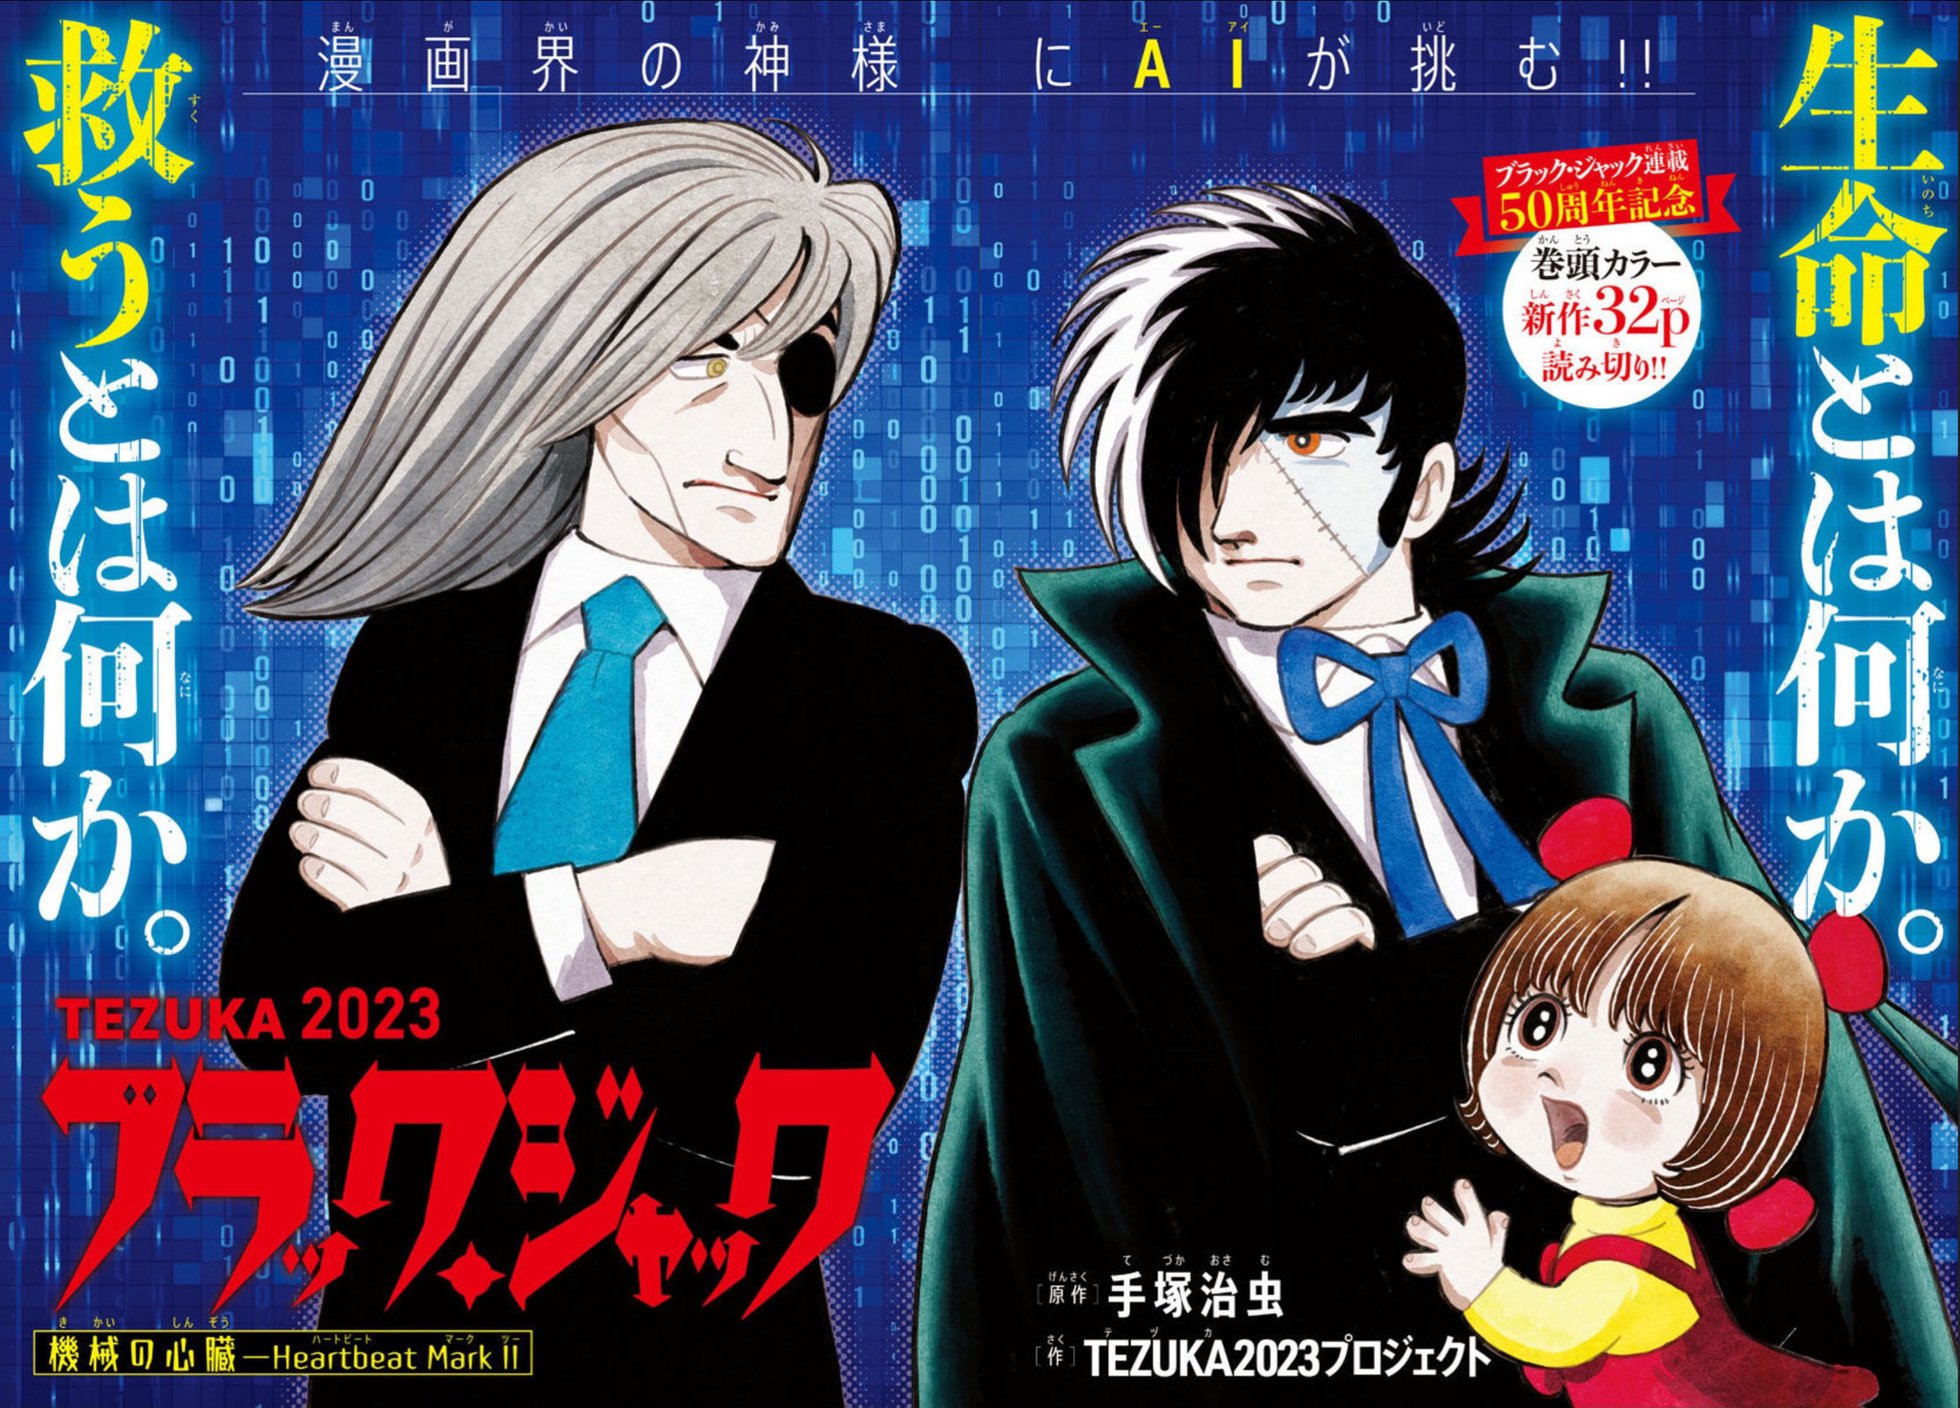 漫画界の神様にAIが挑む!!
生命とは何か。
救うとは何か。
ブラック・ジャック連載
50周年記念
巻頭カラー
新作32p
読み切り!!
TEZUKA 2023
ブラック・ジャック
機械の心臓—Heartbeat Mark II
[原作]手塚治虫
[作]TEZUKA2023プロジェクト